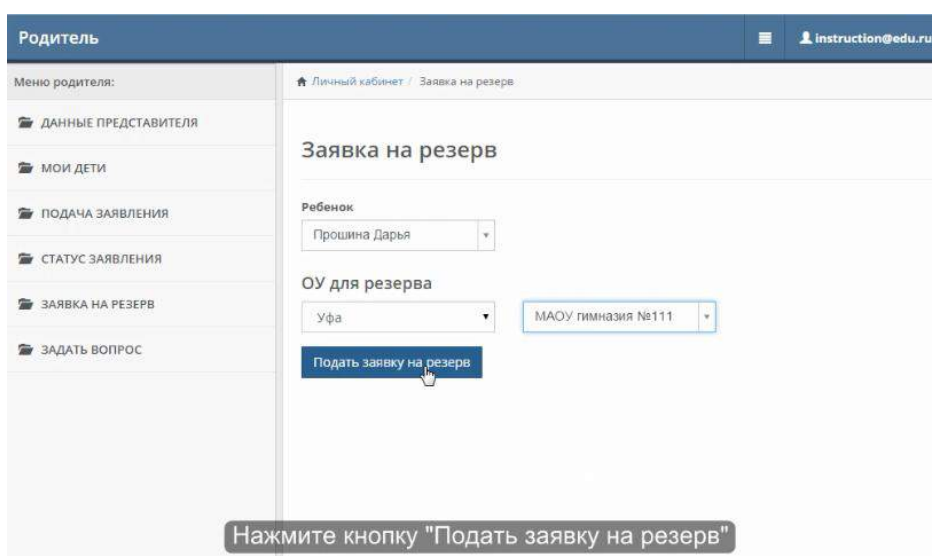 Родитель
instruction@edu.ru
Меню родителя:
ДАННЫЕ ПРЕДСТАВИТЕЛЯ
МОИ ДЕТИ
ПОДАЧА ЗАЯВЛЕНИЯ
СТАТУС ЗАЯВЛЕНИЯ
ЗАЯВКА НА РЕЗЕРВ
ЗАДАТЬ ВОПРОС
Личный кабинет / Заявка на резерв
Заявка на резерв
Ребенок
Прошина Дарья
ОУ для резерва
Уфа
МАОУ гимназия №111
Подать заявку на резерв
Нажмите кнопку "Подать заявку на резерв"